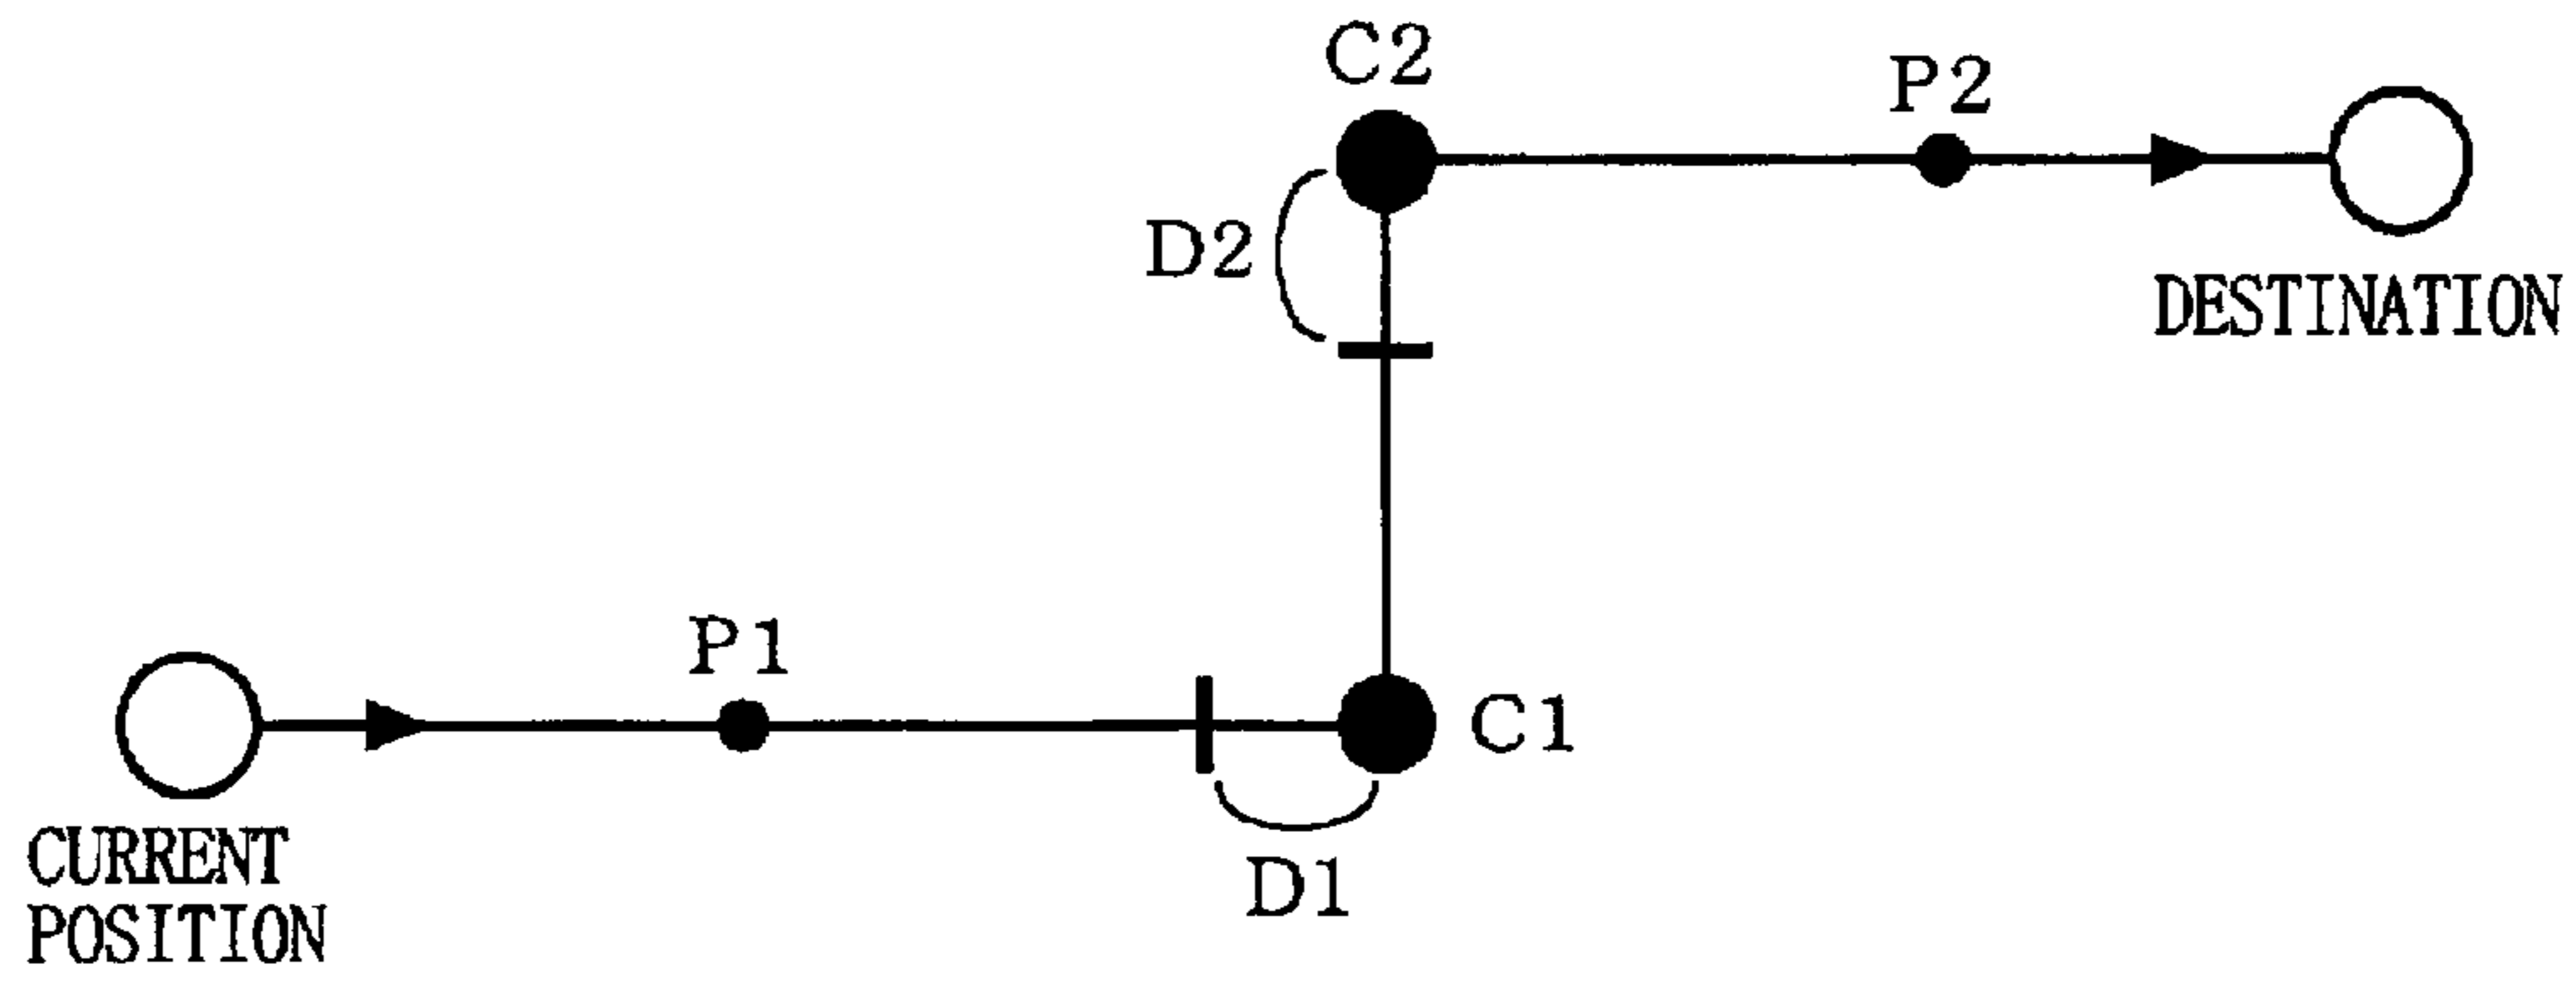 C2
P2
D2
DESTINATION
P1
C1
CURRENT
POSITION
D1